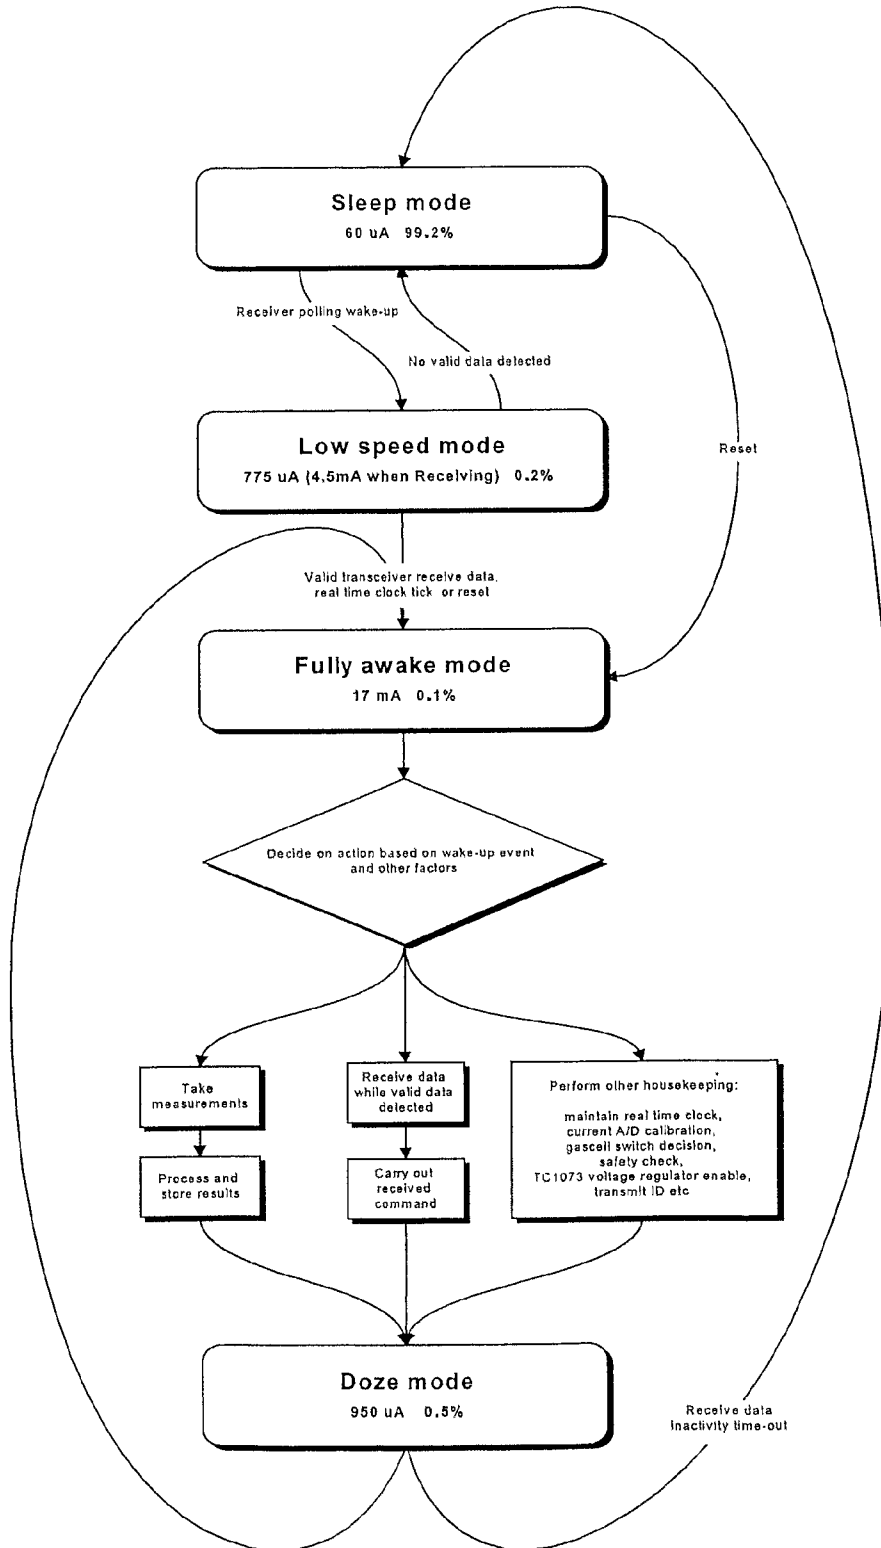 Sleep mode
60 uA 99.2%
Receiver polling wake-up
No valid data detected
Low speed mode
775 uA (4.5mA when Receiving) 0.2%
Reset
Valid transceiver receive data,
real time clock tick or reset
Fully awake mode
17 mA 0.1%
Decide on action based on wake-up event
and other factors
Take
measurements
Process and
store results
Receive data
while valid data
detected
Carry out
received
command
Perform other housekeeping:
maintain real time clock,
current A/D calibration,
gascell switch decision,
safety check,
TC1073 voltage regulator enable,
transmit ID etc
Doze mode
950 uA 0.5%
Receive data
inactivity time-out